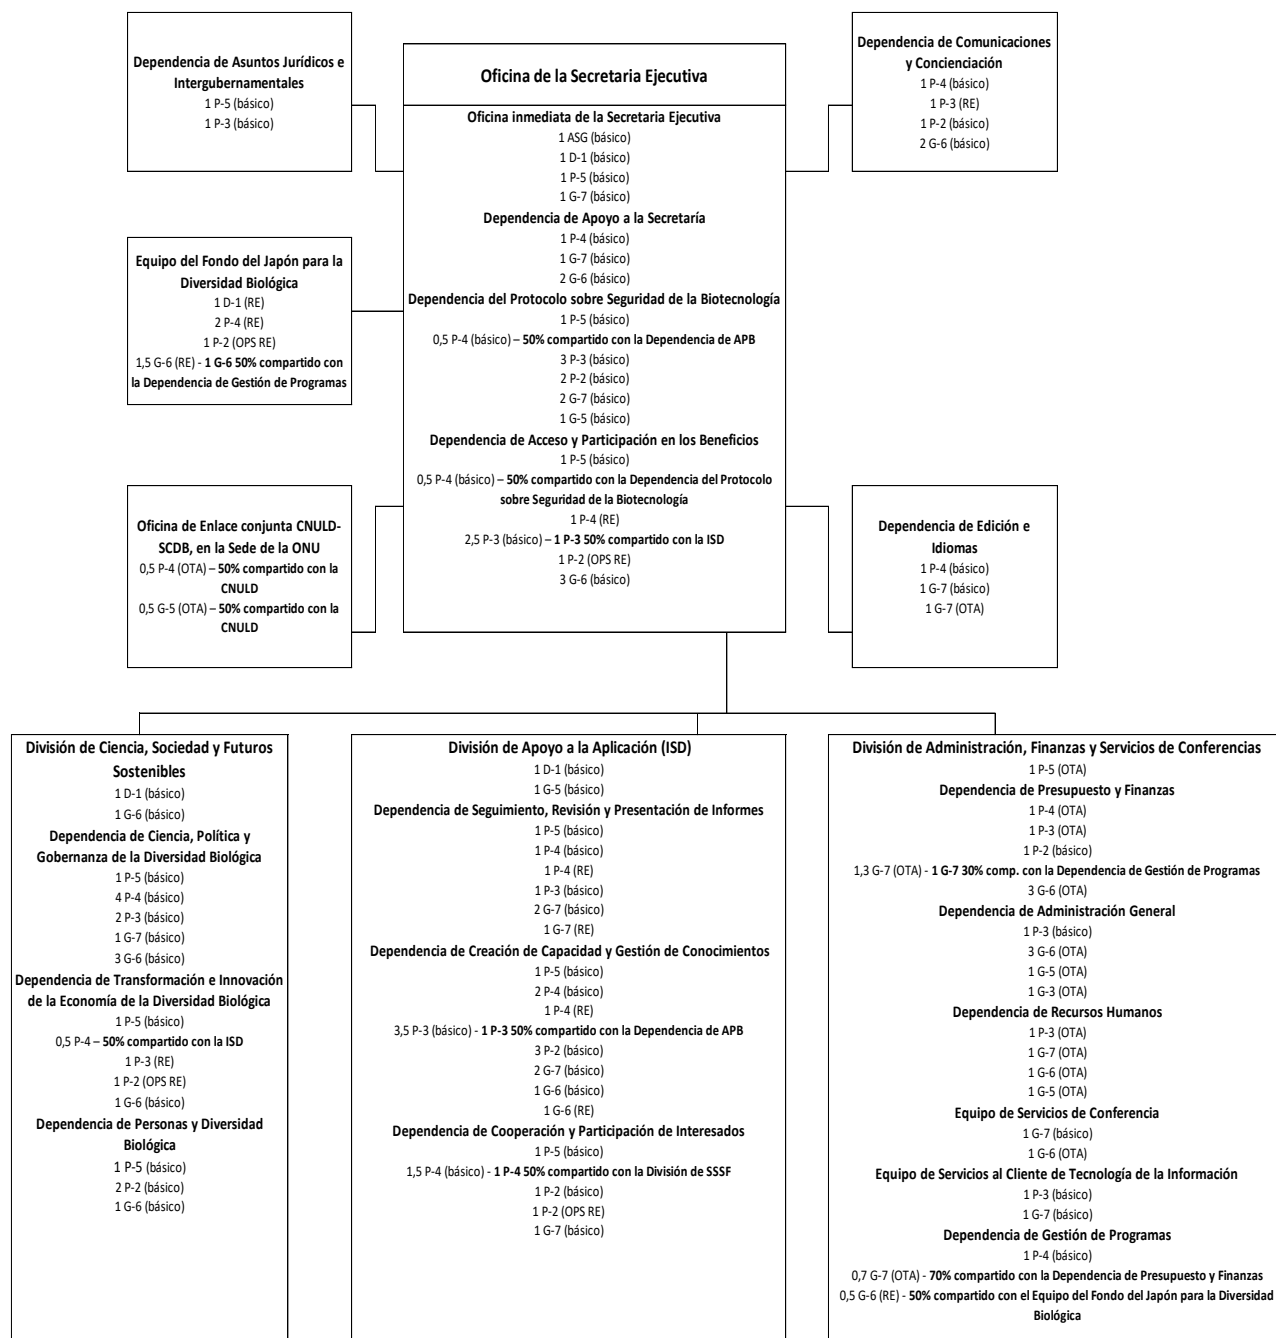 Dependencia de Asuntos Jurídicos e
Intergubernamentales
1 P-5 (básico)
1 P-3 (básico)
Oficina de la Secretaria Ejecutiva
Oficina inmediata de la Secretaria Ejecutiva
1 ASG (básico)
1 D-1 (básico)
1 P-5 (básico)
1 G-7 (básico)
Dependencia de Apoyo a la Secretaría
1 P-4 (básico)
1 G-7 (básico)
2 G-6 (básico)
Dependencia del Protocolo sobre Seguridad de la Biotecnología
1 P-5 (básico)
0,5 P-4 (básico) – 50% compartido con la Dependencia de APB
3 P-3 (básico)
2 P-2 (básico)
2 G-7 (básico)
1 G-5 (básico)
Dependencia de Acceso y Participación en los Beneficios
1 P-5 (básico)
0,5 P-4 (básico) – 50% compartido con la Dependencia del Protocolo
sobre Seguridad de la Biotecnología
1 P-4 (RE)
2,5 P-3 (básico) – 1 P-3 50% compartido con la ISD
1 P-2 (OPS RE)
3 G-6 (básico)
Dependencia de Comunicaciones
y Concienciación
1 P-4 (básico)
1 P-3 (RE)
1 P-2 (básico)
2 G-6 (básico)
Equipo del Fondo del Japón para la
Diversidad Biológica
1 D-1 (RE)
2 P-4 (RE)
1 P-2 (OPS RE)
1,5 G-6 (RE) - 1 G-6 50% compartido con
la Dependencia de Gestión de Programas
Oficina de Enlace conjunta CNULD-
SCDB, en la Sede de la ONU
0,5 P-4 (OTA) – 50% compartido con la
CNULD
0,5 G-5 (OTA) – 50% compartido con la
CNULD
Dependencia de Edición e
Idiomas
1 P-4 (básico)
1 G-7 (básico)
1 G-7 (OTA)
División de Ciencia, Sociedad y Futuros
Sostenibles
1 D-1 (básico)
1 G-6 (básico)
Dependencia de Ciencia, Política y
Gobernanza de la Diversidad Biológica
1 P-5 (básico)
4 P-4 (básico)
2 P-3 (básico)
1 G-7 (básico)
3 G-6 (básico)
Dependencia de Transformación e Innovación
de la Economía de la Diversidad Biológica
1 P-5 (básico)
0,5 P-4 – 50% compartido con la ISD
1 P-3 (RE)
1 P-2 (OPS RE)
1 G-6 (básico)
Dependencia de Personas y Diversidad
Biológica
1 P-5 (básico)
2 P-2 (básico)
1 G-6 (básico)
División de Apoyo a la Aplicación (ISD)
1 D-1 (básico)
1 G-5 (básico)
Dependencia de Seguimiento, Revisión y Presentación de Informes
1 P-5 (básico)
1 P-4 (básico)
1 P-4 (RE)
1 P-3 (básico)
2 G-7 (básico)
1 G-7 (RE)
Dependencia de Creación de Capacidad y Gestión de Conocimientos
1 P-5 (básico)
2 P-4 (básico)
1 P-4 (RE)
3,5 P-3 (básico) - 1 P-3 50% compartido con la Dependencia de APB
3 P-2 (básico)
2 G-7 (básico)
1 G-6 (básico)
1 G-6 (RE)
Dependencia de Cooperación y Participación de Interesados
1 P-5 (básico)
1,5 P-4 (básico) - 1 P-4 50% compartido con la División de SSSF
1 P-2 (básico)
1 P-2 (OPS RE)
1 G-7 (básico)
División de Administración, Finanzas y Servicios de Conferencias
1 P-5 (OTA)
Dependencia de Presupuesto y Finanzas
1 P-4 (OTA)
1 P-3 (OTA)
1 P-2 (básico)
1,3 G-7 (OTA) - 1 G-7 30% comp. con la Dependencia de Gestión de Programas
3 G-6 (OTA)
Dependencia de Administración General
1 P-3 (básico)
3 G-6 (OTA)
1 G-5 (OTA)
1 G-3 (OTA)
Dependencia de Recursos Humanos
1 P-3 (OTA)
1 G-7 (OTA)
1 G-6 (OTA)
1 G-5 (OTA)
Equipo de Servicios de Conferencia
1 G-7 (básico)
1 G-6 (OTA)
Equipo de Servicios al Cliente de Tecnología de la Información
1 P-3 (básico)
1 G-7 (básico)
Dependencia de Gestión de Programas
1 P-4 (básico)
0,7 G-7 (OTA) - 70% compartido con la Dependencia de Presupuesto y Finanzas
0,5 G-6 (RE) - 50% compartido con el Equipo del Fondo del Japón para la Diversidad
Biológica